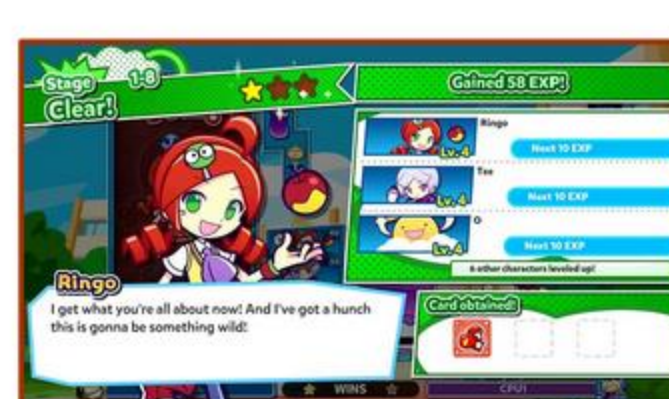 Stage 1-8
Clear!
Gained 58 EXP!
Ringo
Lv. 4
Next 10 EXP
Tee
Lv. 4
Next 10 EXP
O
Lv. 4
Next 10 EXP
6 other characters leveled up!
Ringo
I get what you're all about now! And I've got a hunch
this is gonna be something wild!
Card obtained!
WINS
CPU1